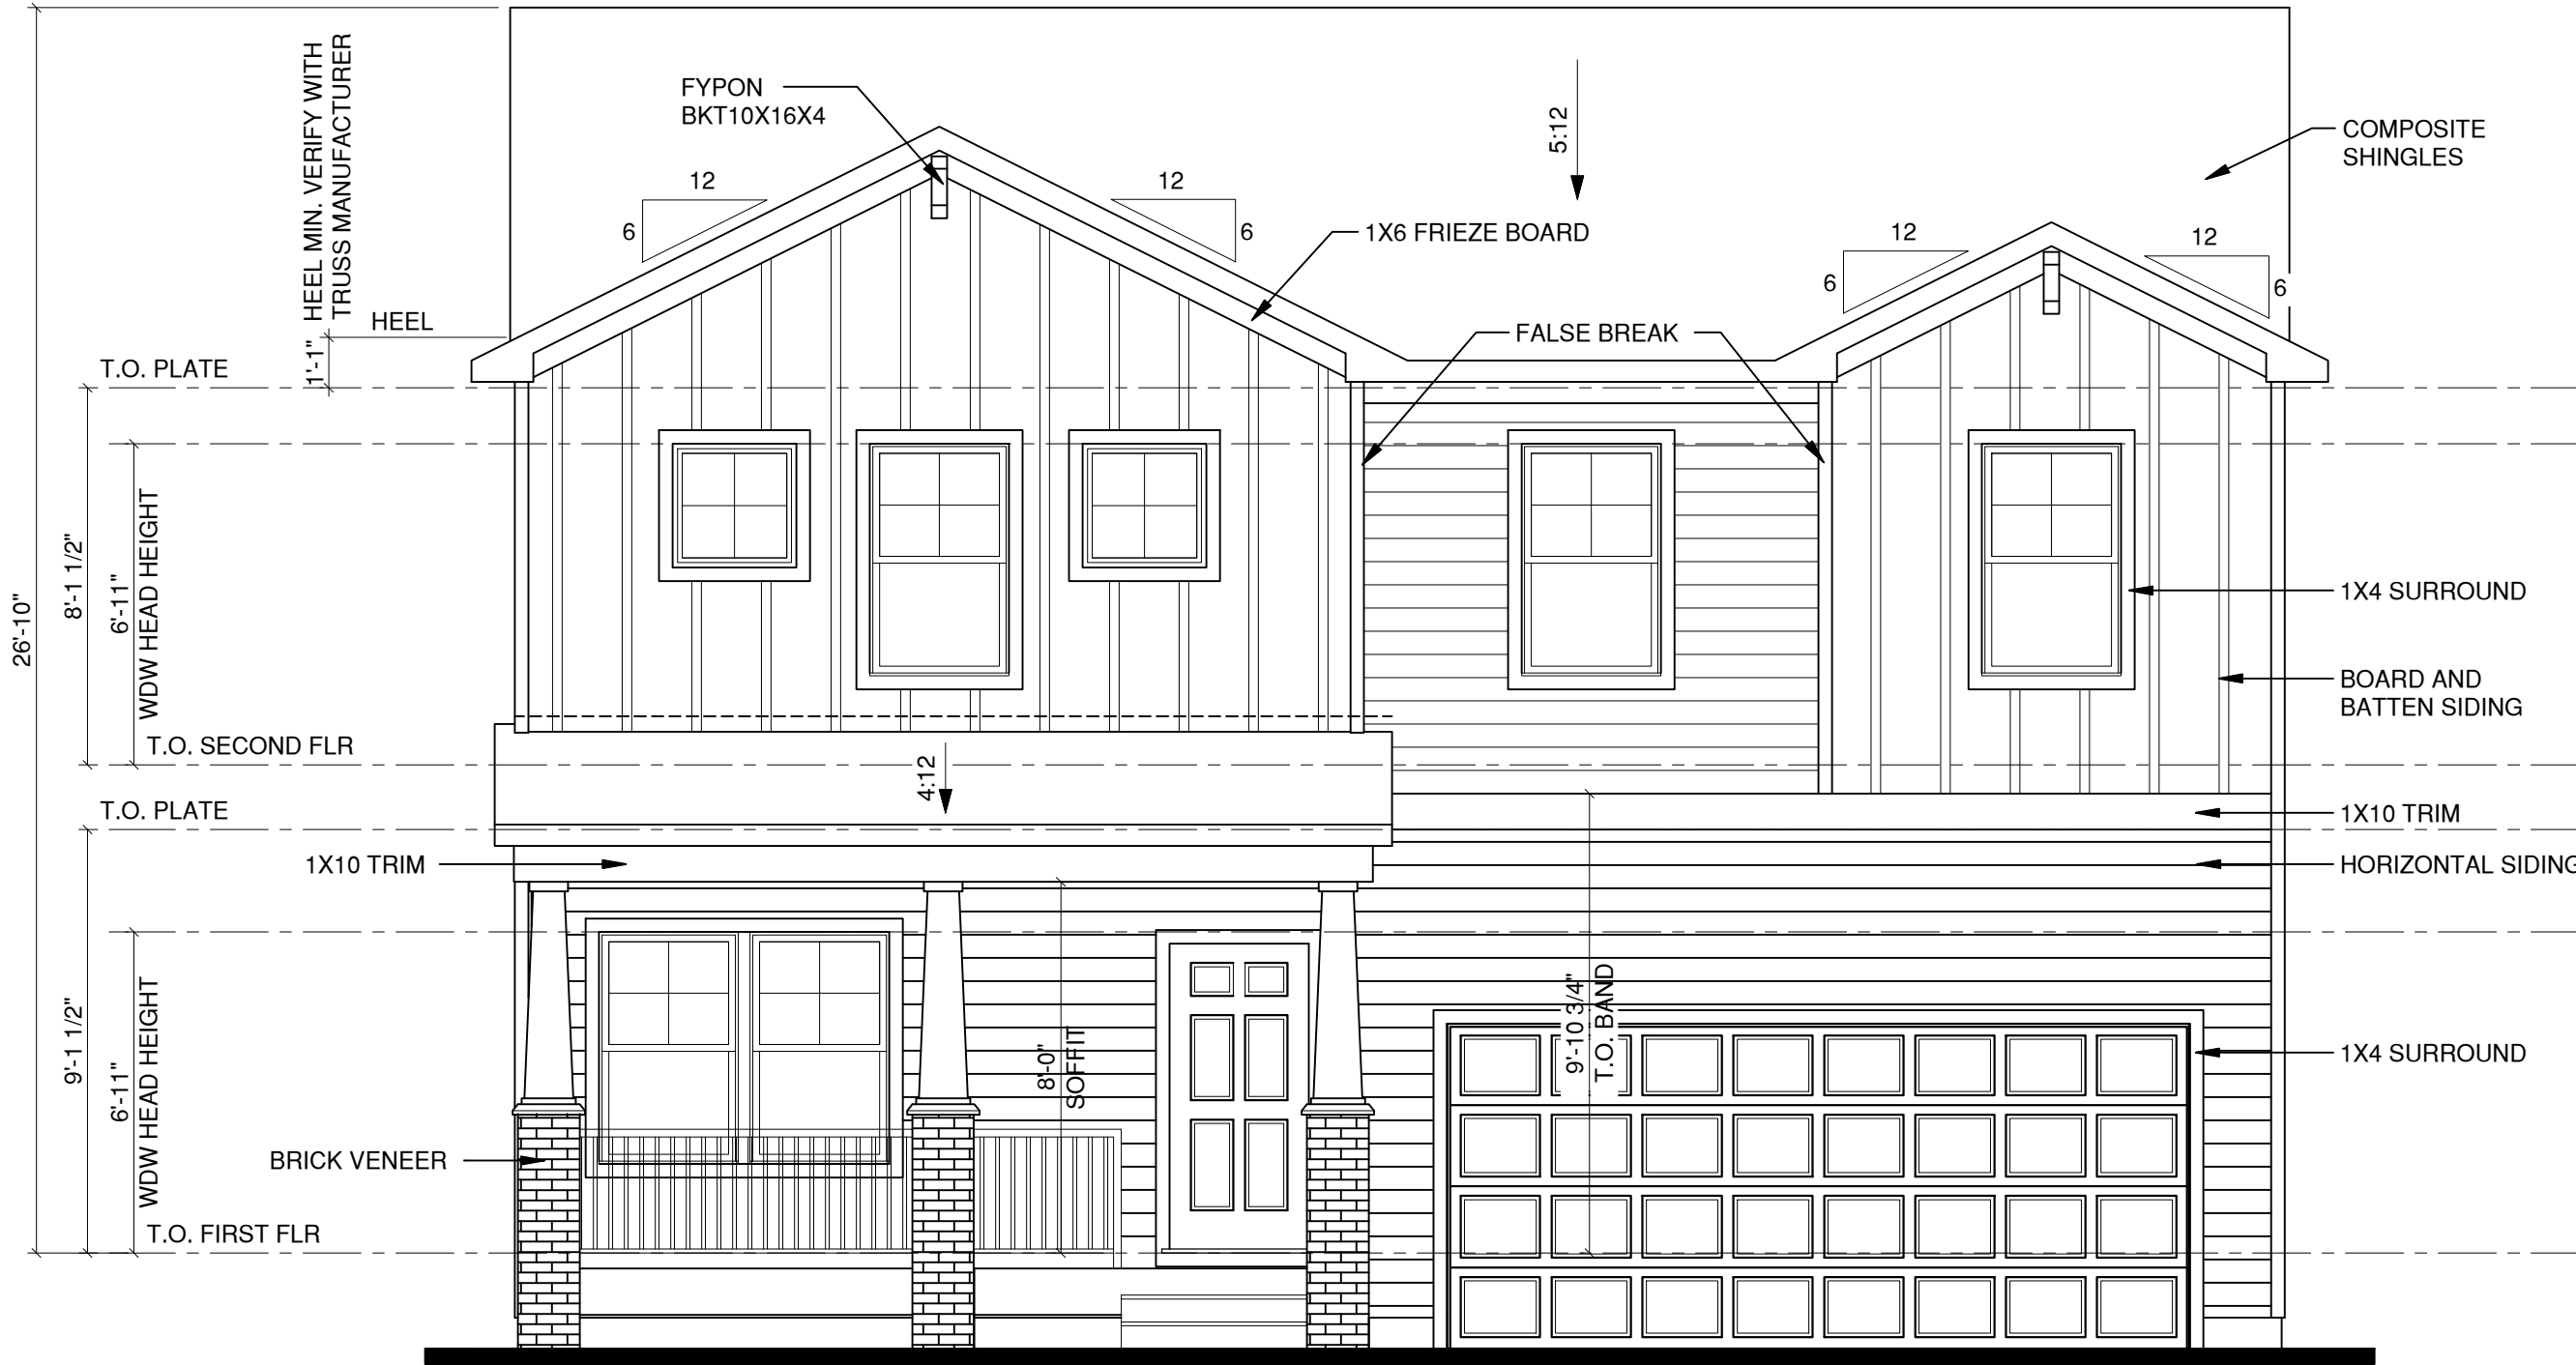 HEEL MIN. VERIFY WITH
TRUSS MANUFACTURER
FYPON
BKT10X16X4
5:12
COMPOSITE
SHINGLES
12
6
12
6
1X6 FRIEZE BOARD
12
6
12
6
HEEL
1'-1"
FALSE BREAK
T.O. PLATE
26'-10"
8'-1 1/2"
6'-11"
WDW HEAD HEIGHT
1X4 SURROUND
BOARD AND
BATTEN SIDING
T.O. SECOND FLR
4:12
T.O. PLATE
1X10 TRIM
1X10 TRIM
HORIZONTAL SIDING
9'-1 1/2"
6'-11"
WDW HEAD HEIGHT
8'-0"
SOFFIT
9'-10 3/4"
T.O. BAND
1X4 SURROUND
BRICK VENEER
T.O. FIRST FLR